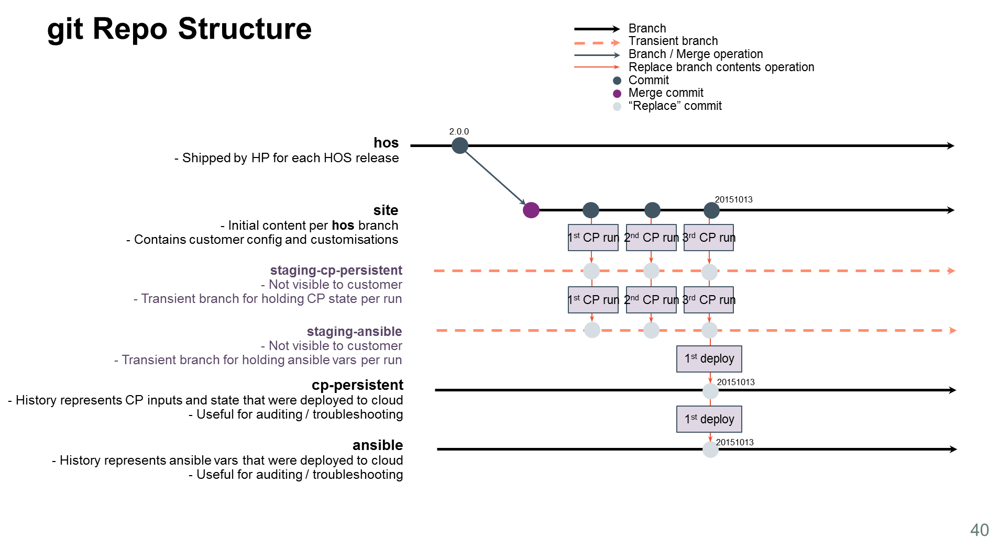 git Repo Structure
Branch
Transient branch
Branch / Merge operation
Replace branch contents operation
Commit
Merge commit
“Replace” commit
2.0.0
hos
- Shipped by HP for each HOS release
20151013
site
- Initial content per hos branch
- Contains customer config and customisations
1st CP run 2nd CP run 3rd CP run
staging-cp-persistent
- Not visible to customer
- Transient branch for holding CP state per run
1st CP run 2nd CP run 3rd CP run
staging-ansible
- Not visible to customer
- Transient branch for holding ansible vars per run
1st deploy
20151013
cp-persistent
- History represents CP inputs and state that were deployed to cloud
- Useful for auditing / troubleshooting
1st deploy
20151013
ansible
- History represents ansible vars that were deployed to cloud
- Useful for auditing / troubleshooting
40